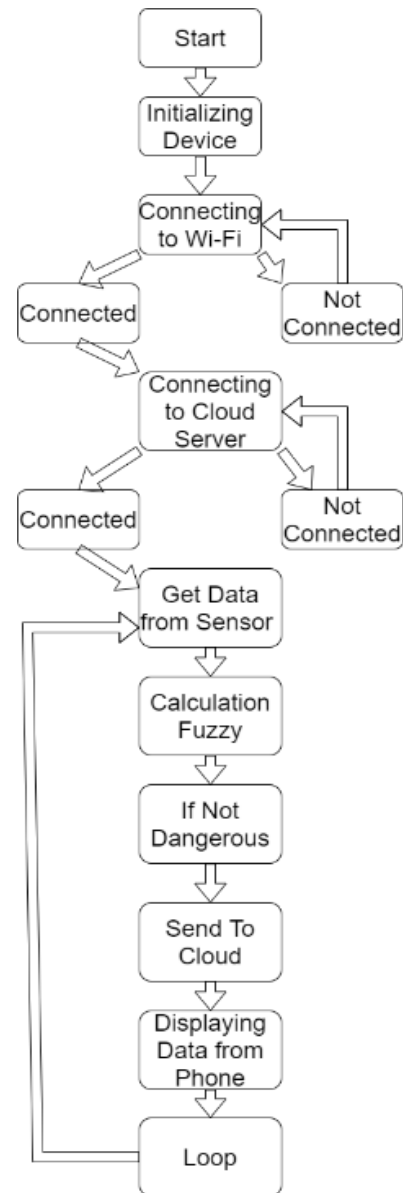 Start
Initializing
Device
Connecting
to Wi-Fi
Connected
Not
Connected
Connecting
to Cloud
Server
Connected
Not
Connected
Get Data
from Sensor
Calculation
Fuzzy
If Not
Dangerous
Send To
Cloud
Displaying
Data from
Phone
Loop